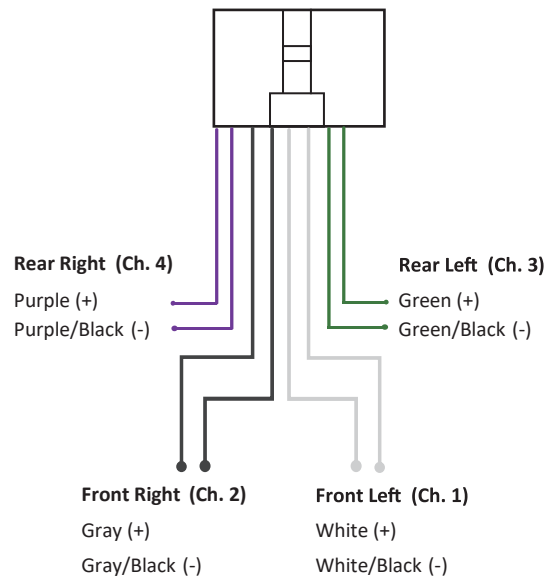 Rear Right (Ch. 4)
Purple (+)
Purple/Black (-)
Rear Left (Ch. 3)
Green (+)
Green/Black (-)
Front Right (Ch. 2)
Gray (+)
Gray/Black (-)
Front Left (Ch. 1)
White (+)
White/Black (-)